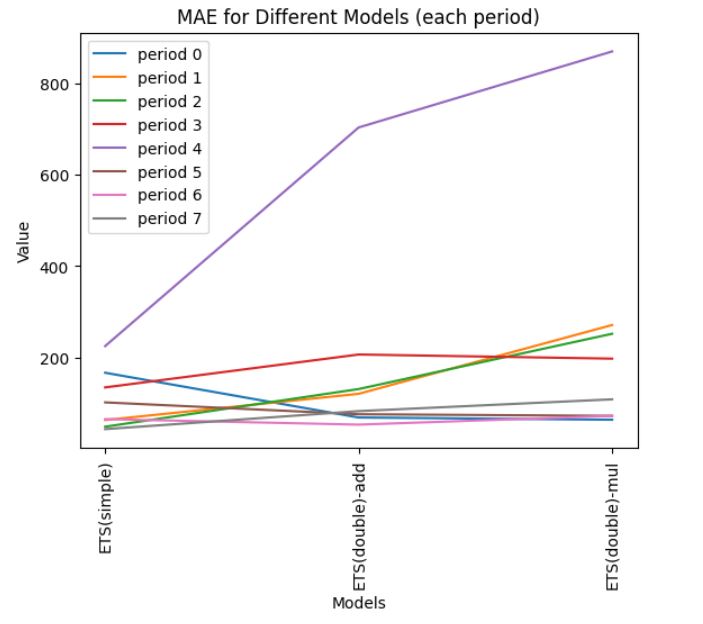 MAE for Different Models (each period)
period 0
period 1
period 2
period 3
period 4
period 5
period 6
period 7
800
600
400
200
Value
ETS(simple)
ETS(double)-add
ETS(double)-mul
Models